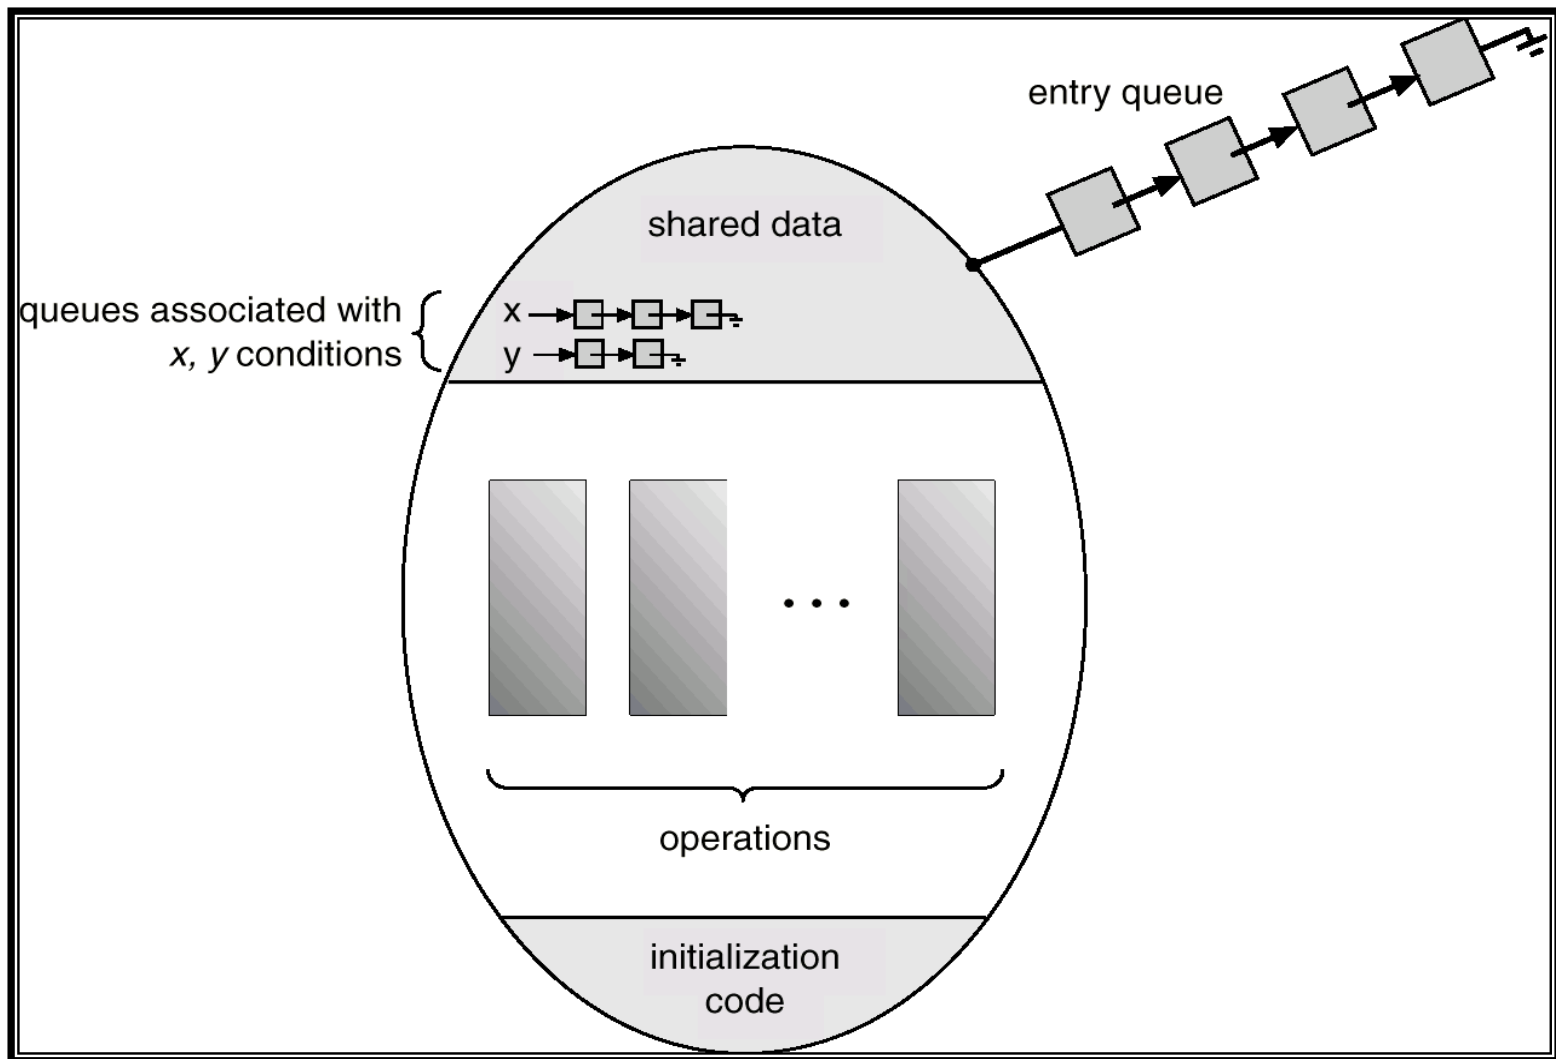 entry queue
shared data
queues associated with
x, y conditions
x
y
• • •
operations
initialization
code